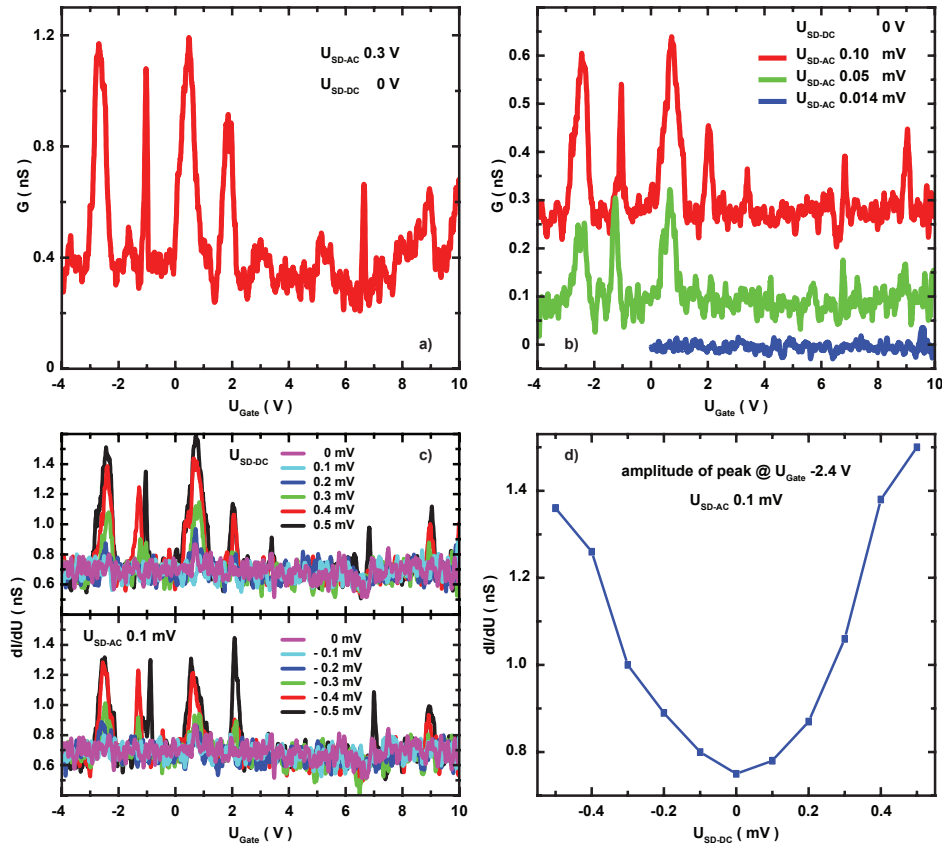 1.2
0.8
0.4
0
G ( nS )
U SD-AC 0.3 V
U SD-DC 0V
a)
-4 -2 0 2 4 6 8 10
U Gate ( V )
0.6
0.5
0.4
0.3
0.2
0.1
0
G ( nS )
U SD-DC 0 V
U SD-AC 0.10 mV
U SD-AC 0.05 mV
U SD-AC 0.014 mV
b)
-4 -2 0 2 4 6 8 10
U Gate ( V )
1.4
1.2
1.0
0.8
0.6
U SD-DC
0 mV
0.1 mV
0.2 mV
0.3 mV
0.4 mV
0.5 mV
c)
-4 -2 0 2 4 6 8 10
dI/dU ( nS )
1.4
1.2
1.0
0.8
0.6
U SD-AC 0.1 mV
0 mV
- 0.1 mV
- 0.2 mV
- 0.3 mV
- 0.4 mV
- 0.5 mV
-4 -2 0 2 4 6 8 10
U Gate ( V )
d)
amplitude of peak @ U Gate -2.4 V
U SD-AC 0.1 mV
1.4
1.2
1.0
0.8
dI/dU ( nS )
-0.4 -0.2 0 0.2 0.4
U SD-DC ( mV )